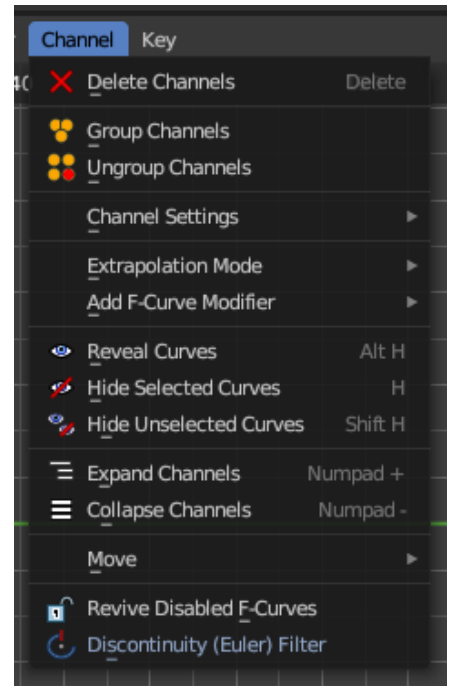 Channel Key
40
Delete Channels Delete
Group Channels
Ungroup Channels
Channel Settings
Extrapolation Mode
Add F-Curve Modifier
Reveal Curves Alt H
Hide Selected Curves H
Hide Unselected Curves Shift H
Expand Channels Numpad +
Collapse Channels Numpad -
Move
Revive Disabled F-Curves
Discontinuity (Euler) Filter